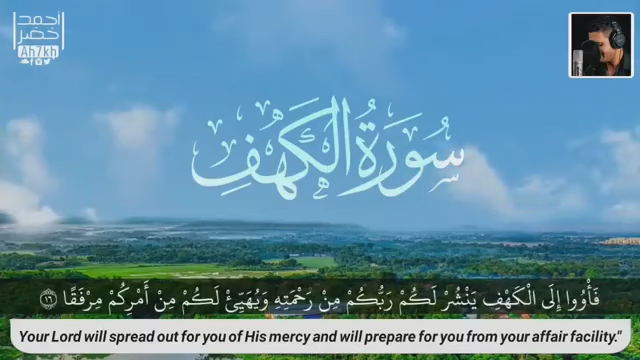 أحمد
خضر
Ah7kh
سُورَةُ الْكَهْفِ
فَأْوُوا إِلَى الْكَهْفِ يَنْشُرْ لَكُمْ رَبُّكُمْ مِنْ رَحْمَتِهِ وَيُهَيِّئْ لَكُمْ مِنْ أَمْرِكُمْ مِرْفَقًا ١٦
Your Lord will spread out for you of His mercy and will prepare for you from your affair facility."